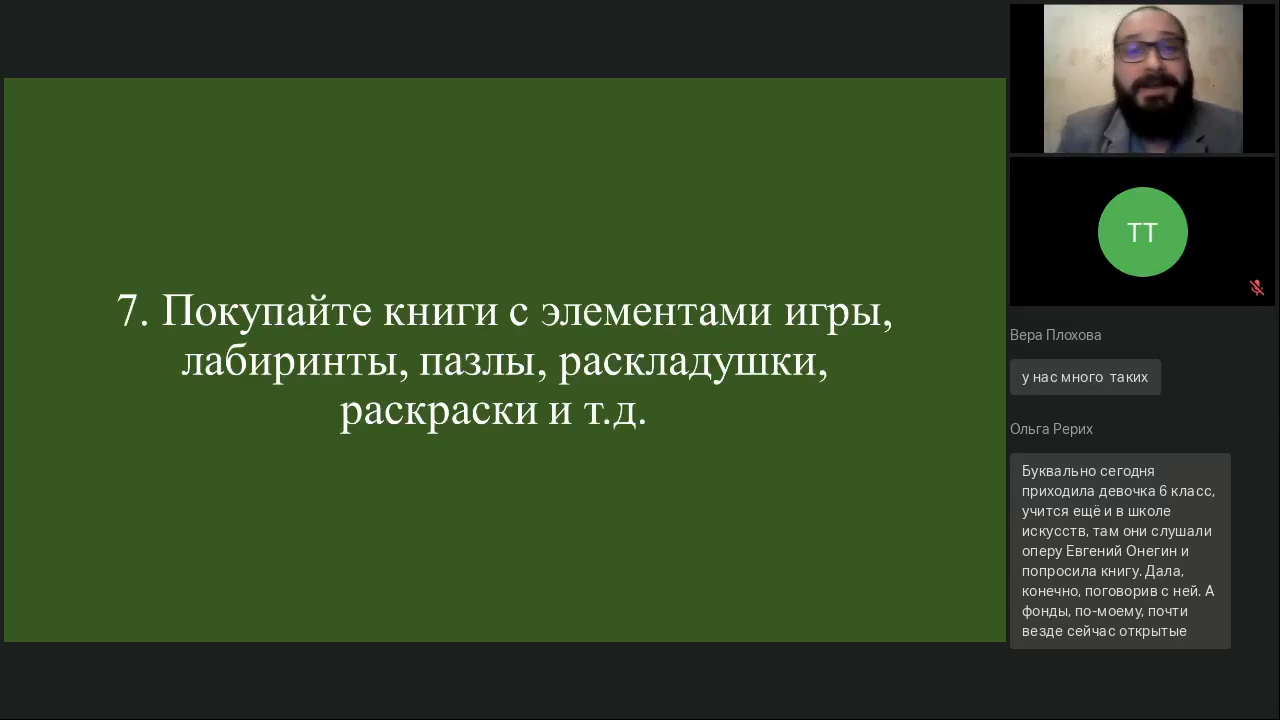 7. Покупайте книги с элементами игры,
лабиринты, пазлы, раскладушки,
раскраски и т.д.
ТТ
Вера Плохова
у нас много таких
Ольга Рерих
Буквально сегодня
приходила девочка 6 класс,
учится ещё и в школе
искусств, там они слушали
оперу Евгений Онегин и
попросила книгу. Дала,
конечно, поговорив с ней. А
фонды, по-моему, почти
везде сейчас открытые